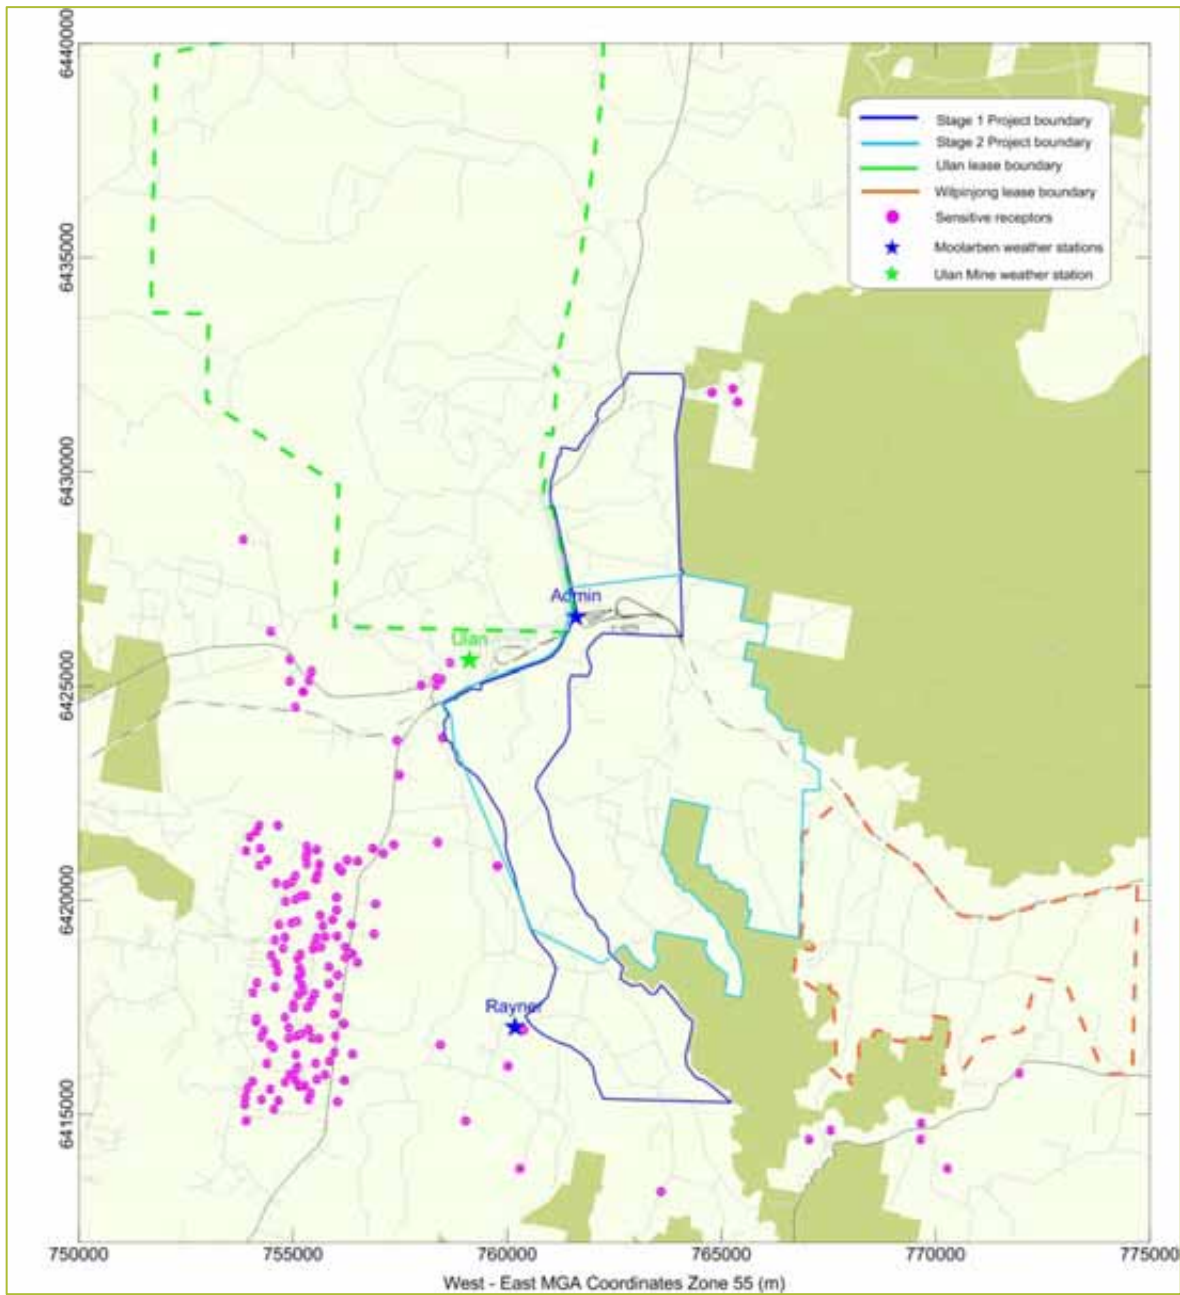 6440000
Stage 1 Project boundary
Stage 2 Project boundary
Ulan lease boundary
Wilpinjong lease boundary
Sensitive receptors
Moolarben weather stations
Ulan Mine weather station
6435000
6430000
Admin
Ulan
6425000
6420000
Rayner
6415000
750000 755000 760000 765000 770000 775000
West - East MGA Coordinates Zone 55 (m)